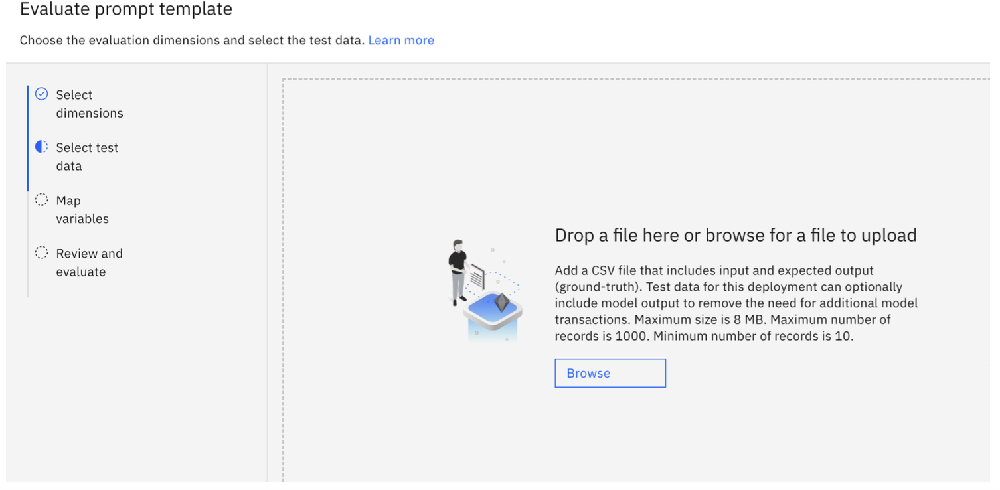 Evaluate prompt template
Choose the evaluation dimensions and select the test data. Learn more
Select
dimensions
Select test
data
Map
variables
Review and
evaluate
Drop a file here or browse for a file to upload
Add a CSV file that includes input and expected output
(ground-truth). Test data for this deployment can optionally
include model output to remove the need for additional model
transactions. Maximum size is 8 MB. Maximum number of
records is 1000. Minimum number of records is 10.
Browse